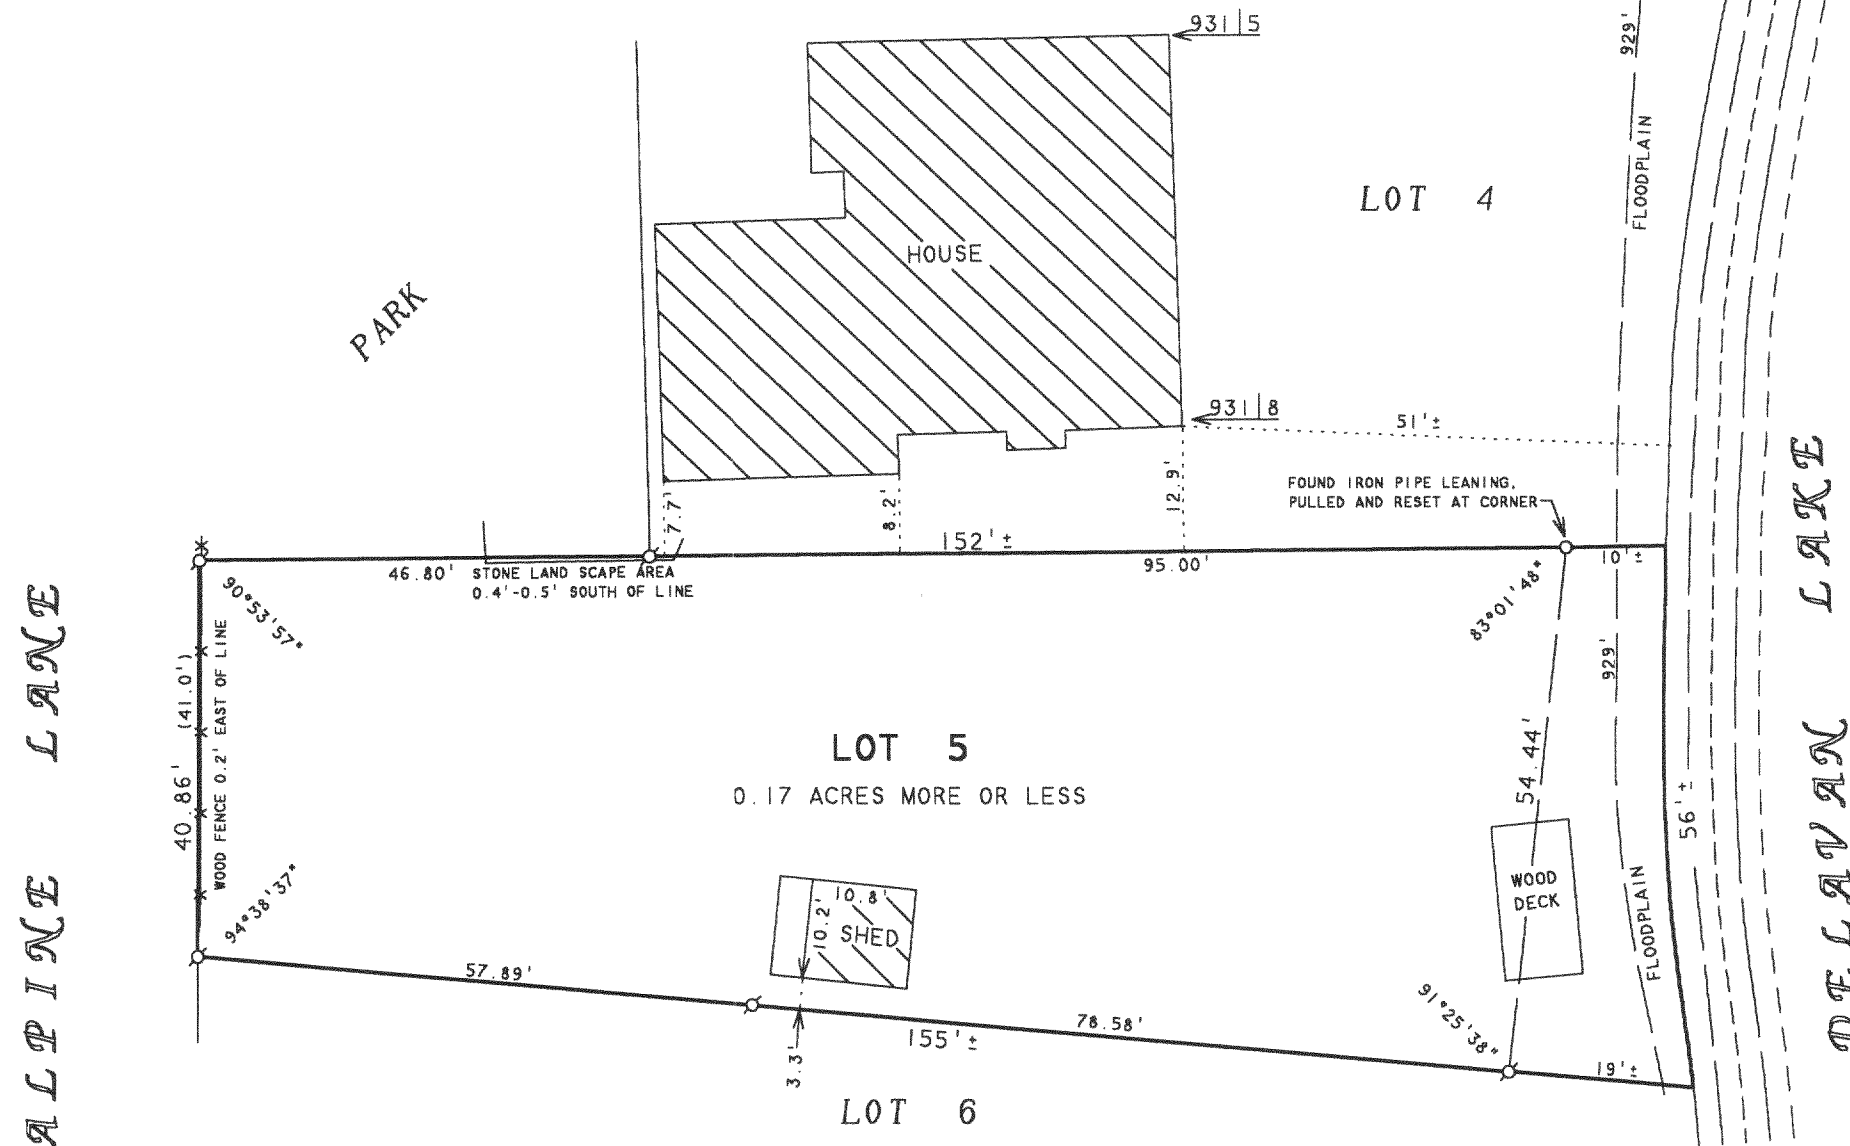 931|5
929'
FLOODPLAIN
LOT 4
HOUSE
PARK
931|8
51'±
FOUND IRON PIPE LEANING,
PULLED AND RESET AT CORNER
7.7'
8.2'
12.9'
152'±
46.80'
STONE LAND SCAPE AREA
0.4'-0.5' SOUTH OF LINE
95.00'
10'±
90°53'57"
83°01'48"
(41.0')
40.86'
WOOD FENCE 0.2' EAST OF LINE
929'
54.44'
LOT 5
0.17 ACRES MORE OR LESS
56'±
WOOD
DECK
10.8'
10.2'
SHED
FLOODPLAIN
94°38'37"
57.89'
91°25'38"
78.58'
155'±
3.3'
19'±
LOT 6
ALPINE LANE
DELAVAN LAKE